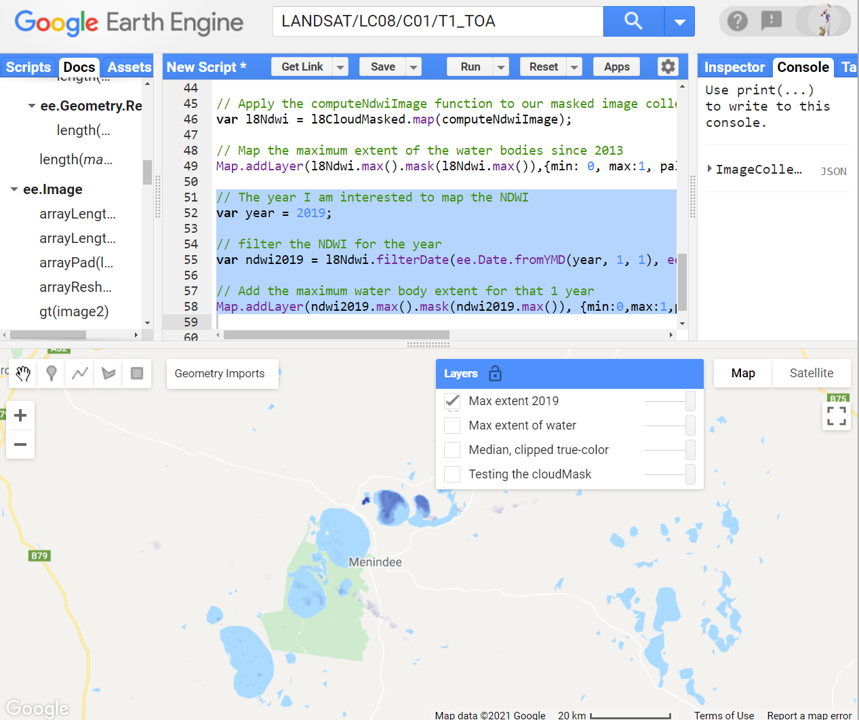 Google Earth Engine
LANDSAT/LC08/C01/T1_TOA
Scripts Docs Assets
New Script *
Get Link Save Run Reset Apps
Inspector Console Ta
length(...
ee.Geometry.Re
length(...
length(ma...
ee.Image
arrayLengt...
arrayLengt...
arrayPad(l...
arrayResh...
gt(image2)
44
45 // Apply the computeNdwiImage function to our masked image colle
46 var l8Ndwi = l8CloudMasked.map(computeNdwiImage);
47
48 // Map the maximum extent of the water bodies since 2013
49 Map.addLayer(l8Ndwi.max().mask(l8Ndwi.max()),{min: 0, max:1, pal
50
51 // The year I am interested to map the NDWI
52 var year = 2019;
53
54 // filter the NDWI for the year
55 var ndwi2019 = l8Ndwi.filterDate(ee.Date.fromYMD(year, 1, 1), ee
56
57 // Add the maximum water body extent for that 1 year
58 Map.addLayer(ndwi2019.max().mask(ndwi2019.max()), {min:0,max:1,p
59
60
Use print(...)
to write to this
console.
ImageColle... JSON
A32
Geometry Imports
Layers
Max extent 2019
Max extent of water
Median, clipped true-color
Testing the cloudMask
Map Satellite
B75
+
−
B79
Menindee
Google
Map data ©2021 Google 20 km Terms of Use Report a map error